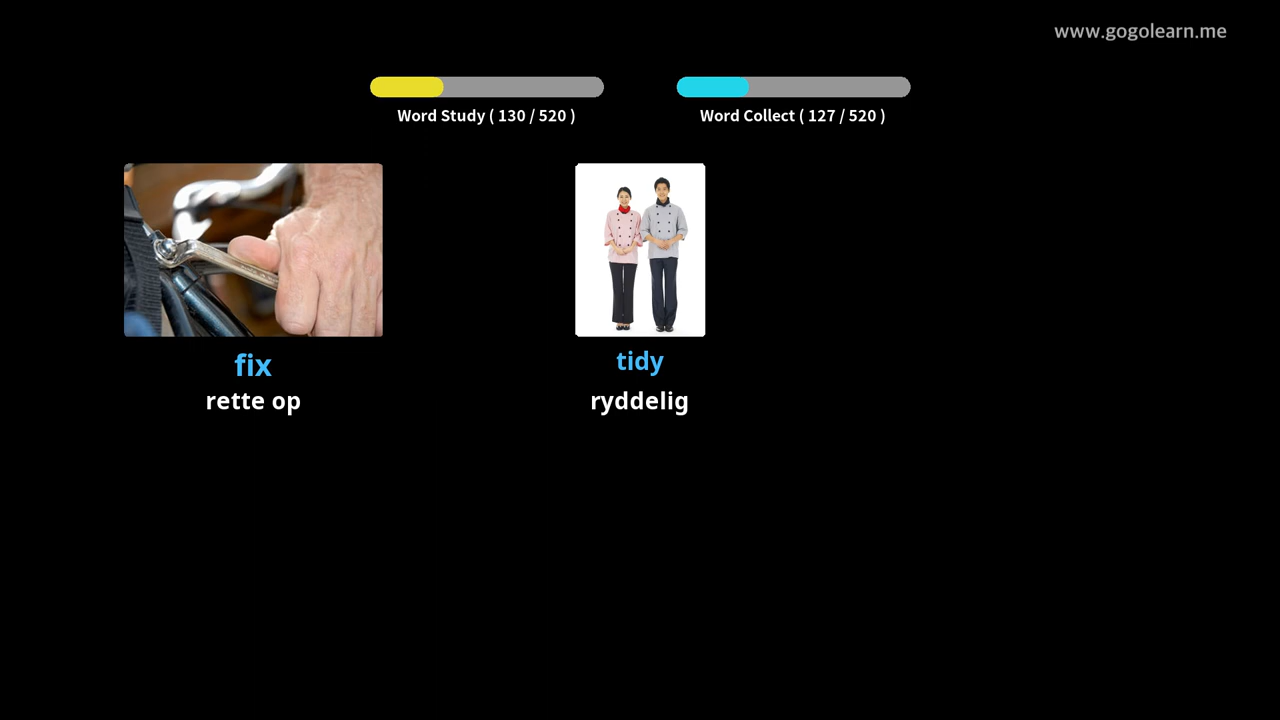 www.gogolearn.me
Word Study ( 130 / 520 )
Word Collect ( 127 / 520 )
fix
rette op
tidy
ryddelig